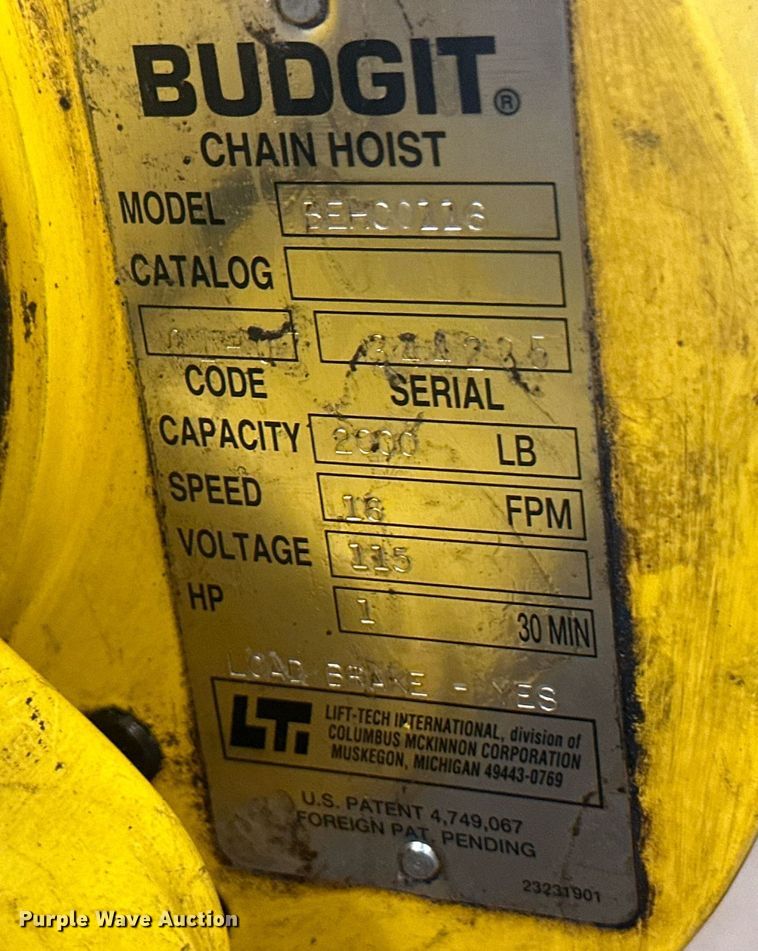 BUDGIT®
CHAIN HOIST
MODEL BEHC0116
CATALOG
CODE SERIAL
CAPACITY 2000 LB
SPEED 16 FPM
VOLTAGE 115
HP 1 30 MIN
LOAD BRAKE - YES
LTI
LIFT-TECH INTERNATIONAL, division of
COLUMBUS MCKINNON CORPORATION
MUSKEGON, MICHIGAN 49443-0769
U.S. PATENT 4,749,067
FOREIGN PAT. PENDING
23231901
Purple Wave Auction